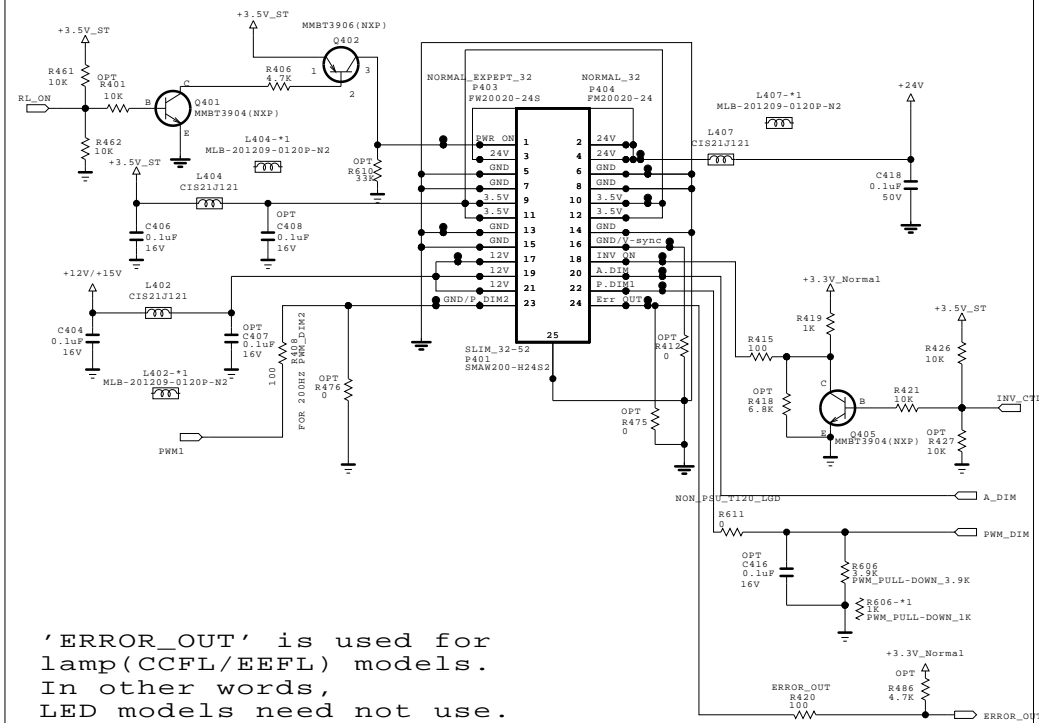 +3.5V_ST
MMBT3906(NXP)
Q402
1
3
2
+3.5V_ST
R461
10K
OPT
R401
10K
RL_ON
R462
10K
B
C
E
Q401
MMBT3904(NXP)
R406
4.7K
L404-*1
MLB-201209-0120P-N2
+3.5V_ST
L404
CIS21J121
C406
0.1uF
16V
OPT
C408
0.1uF
16V
OPT
R610
33K
+12V/+15V
L402
CIS21J121
C404
0.1uF
16V
OPT
C407
0.1uF
16V
L402-*1
MLB-201209-0120P-N2
R408
100
FOR 200HZ PWM_DIM2
PWM1
OPT
R476
0
NORMAL_EXPEPT_32
P403
FW20020-24S
NORMAL_32
P404
FM20020-24
PWR ON
1
2
24V
24V
3
4
24V
GND
5
6
GND
GND
7
8
GND
3.5V
9
10
3.5V
3.5V
11
12
3.5V
GND
13
14
GND
GND
15
16
GND/V-sync
12V
17
18
INV ON
12V
19
20
A.DIM
12V
21
22
P.DIM1
GND/P.DIM2
23
24
Err OUT
25
SLIM_32-52
P401
SMAW200-H24S2
L407-*1
MLB-201209-0120P-N2
L407
CIS21J121
+24V
C418
0.1uF
50V
OPT
R412
0
OPT
R475
0
+3.3V_Normal
R419
1K
R415
100
OPT
R418
6.8K
C
B
E
Q405
MMBT3904(NXP)
R421
10K
+3.5V_ST
R426
10K
INV_CTL
OPT
R427
10K
NON_PSU_T120_LGD
A_DIM
R611
0
PWM_DIM
OPT
C416
0.1uF
16V
R606
3.9K
PWM_PULL-DOWN_3.9K
R606-*1
1K
PWM_PULL-DOWN_1K
+3.3V_Normal
OPT
R486
4.7K
ERROR_OUT
R420
100
ERROR_OUT
'ERROR_OUT' is used for
lamp(CCFL/EEFL) models.
In other words,
LED models need not use.